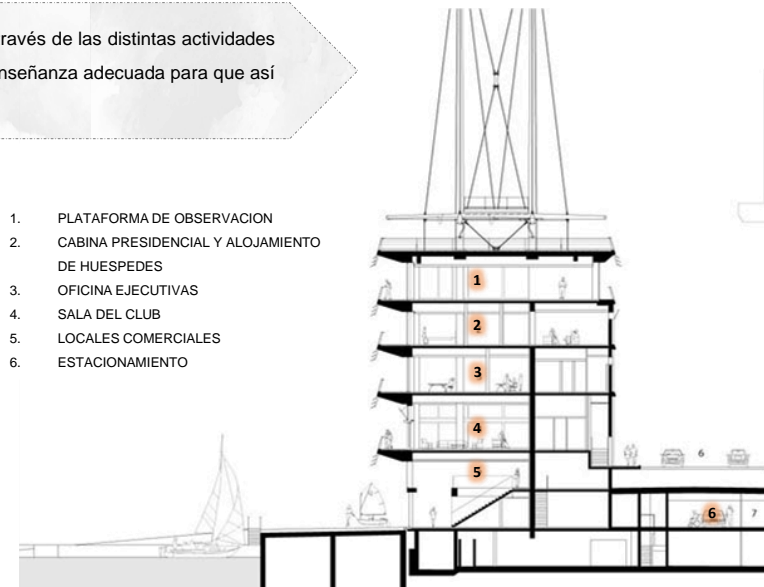 ravés de las distintas actividades
nseñanza adecuada para que así
1. PLATAFORMA DE OBSERVACION
2. CABINA PRESIDENCIAL Y ALOJAMIENTO
DE HUESPEDES
3. OFICINA EJECUTIVAS
4. SALA DEL CLUB
5. LOCALES COMERCIALES
6. ESTACIONAMIENTO
1
2
3
4
5
6
6
7